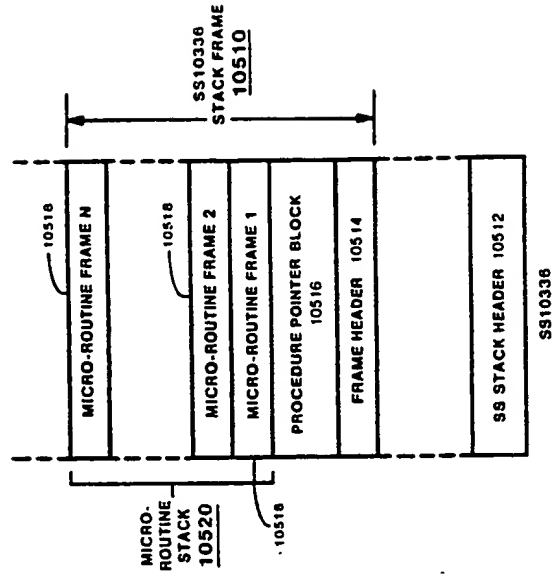 SS10336
STACK FRAME
10510
10518
MICRO-ROUTINE FRAME N
10518
MICRO-ROUTINE FRAME 2
MICRO-ROUTINE FRAME 1
PROCEDURE POINTER BLOCK
10516
FRAME HEADER 10514
SS STACK HEADER 10512
MICRO-
ROUTINE
STACK
10520
10518
SS10336